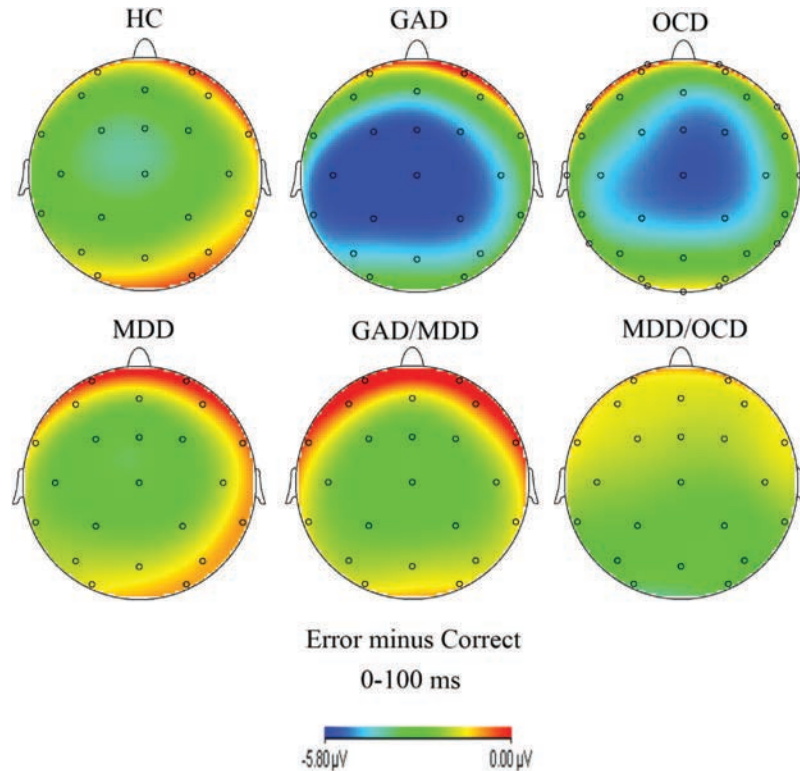 HC GAD OCD
MDD GAD/MDD MDD/OCD
Error minus Correct
0-100 ms
-5.80 µV 0.00 µV